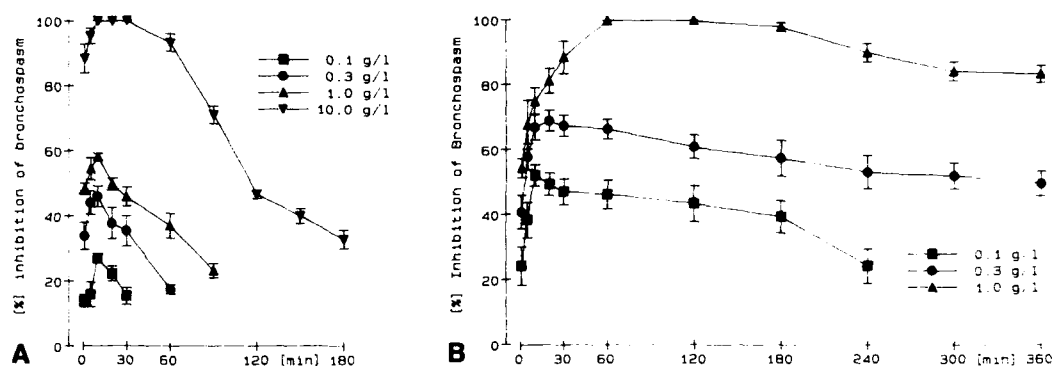 [%] inhibition of bronchospasm
100
80
60
40
20
0
0.1 g/l
0.3 g/l
1.0 g/l
10.0 g/l
A
0 30 60 120 [min] 180
[%] Inhibition of Bronchospasm
100
80
60
40
20
0
0.1 g/l
0.3 g/l
1.0 g/l
B
0 30 60 120 180 240 300 [min] 360